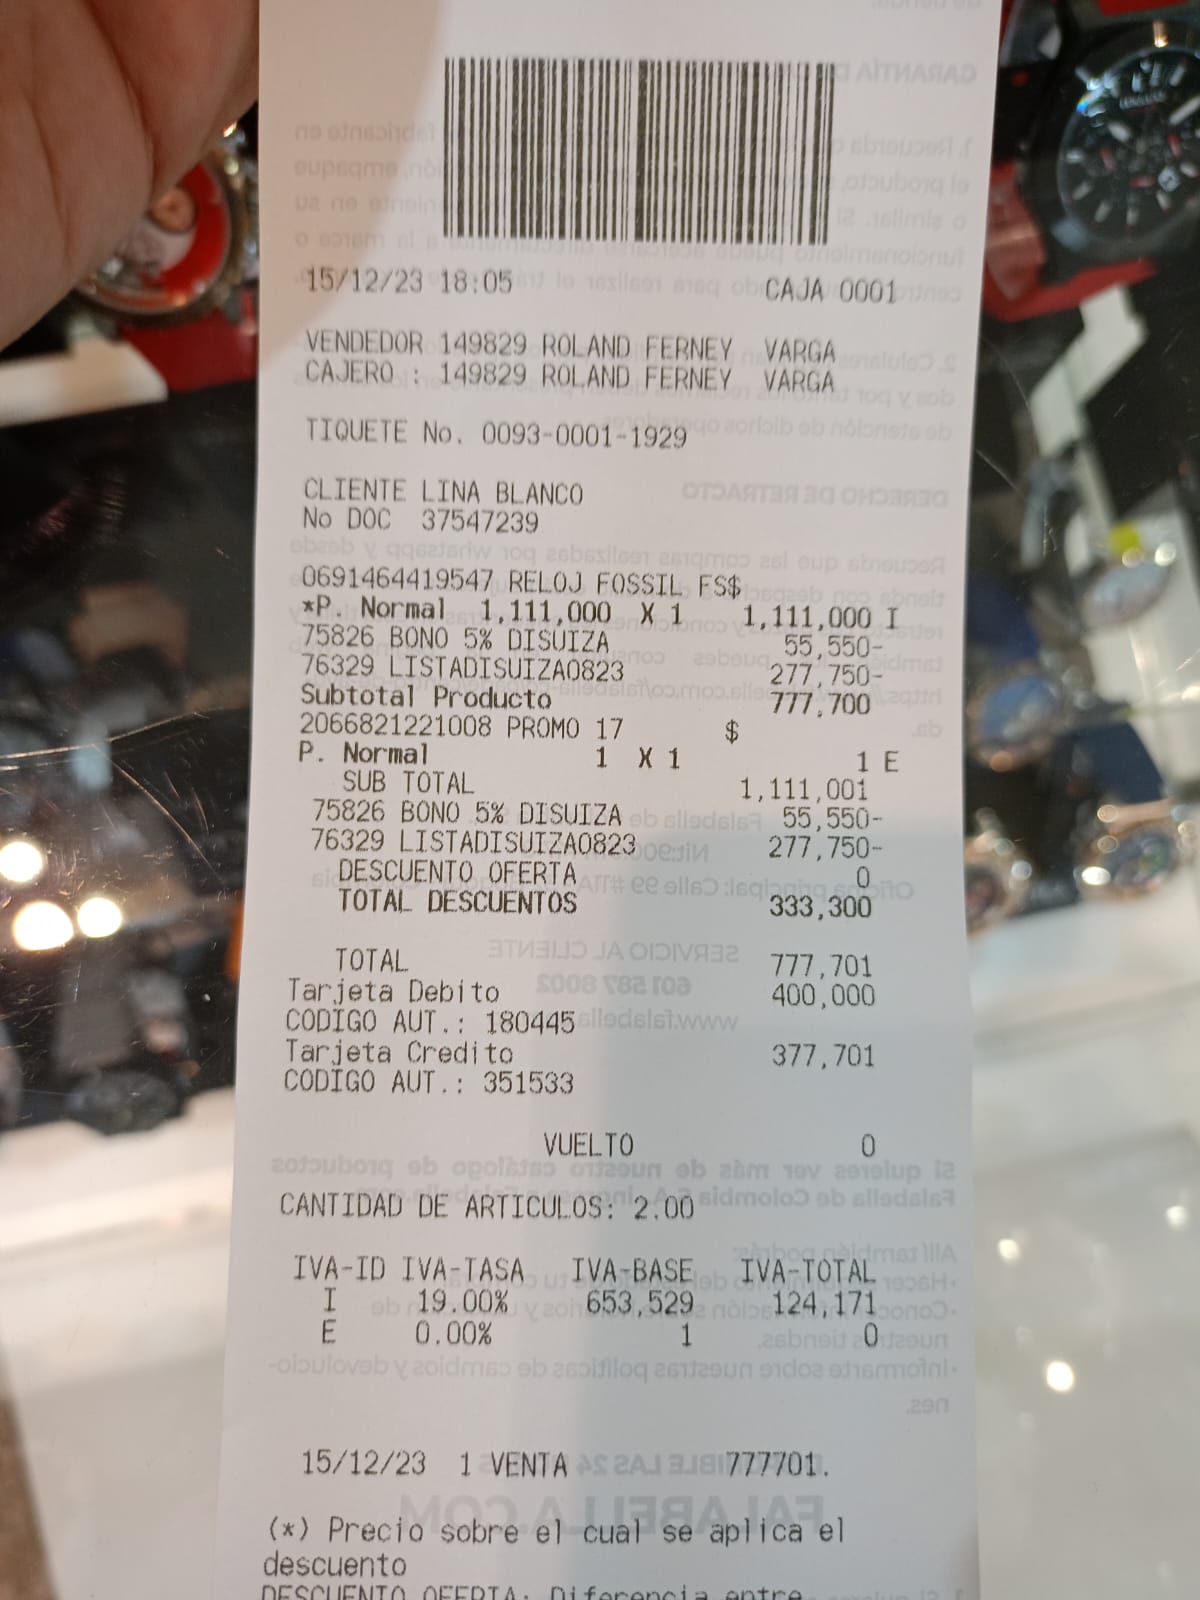 15/12/23 18:05 CAJA 0001
VENDEDOR 149829 ROLAND FERNEY VARGA
CAJERO : 149829 ROLAND FERNEY VARGA
TIQUETE No. 0093-0001-1929
CLIENTE LINA BLANCO
No DOC 37547239
0691464419547 RELOJ FOSSIL FS$
*P. Normal 1,111,000 X 1 1,111,000 I
75826 BONO 5% DISUIZA 55,550-
76329 LISTADISUIZA0823 277,750-
Subtotal Producto 777,700
2066821221008 PROMO 17 $
P. Normal 1 X 1 1 E
SUB TOTAL 1,111,001
75826 BONO 5% DISUIZA 55,550-
76329 LISTADISUIZA0823 277,750-
DESCUENTO OFERTA 0
TOTAL DESCUENTOS 333,300
TOTAL 777,701
Tarjeta Debito 400,000
CODIGO AUT.: 180445
Tarjeta Credito 377,701
CODIGO AUT.: 351533
VUELTO 0
CANTIDAD DE ARTICULOS: 2.00
IVA-ID IVA-TASA IVA-BASE IVA-TOTAL
I 19.00% 653,529 124,171
E 0.00% 1 0
15/12/23 1 VENTA 777701.
(*) Precio sobre el cual se aplica el
descuento
DESCUENTO OFERTA: Diferencia entre